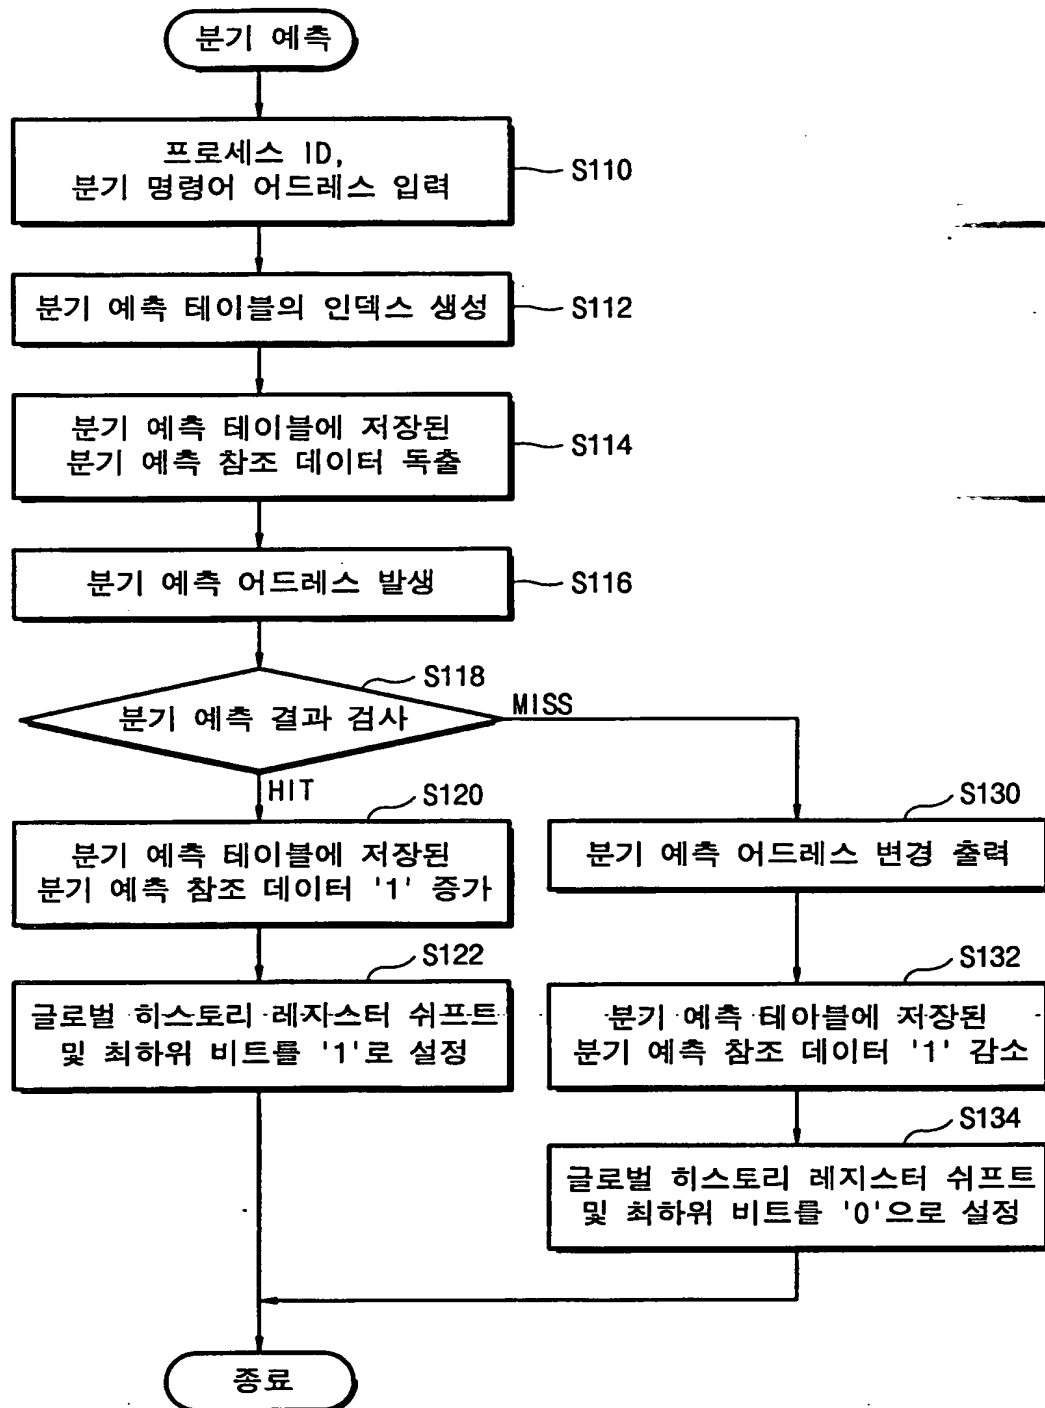 분기 예측
프로세스 ID,
분기 명령어 어드레스 입력
S110
분기 예측 테이블의 인덱스 생성
S112
분기 예측 테이블에 저장된
분기 예측 참조 데이터 독출
S114
분기 예측 어드레스 발생
S116
S118
분기 예측 결과 검사
MISS
HIT
S120
분기 예측 테이블에 저장된
분기 예측 참조 데이터 '1' 증가
S122
글로벌 히스토리 레지스터 쉬프트
및 최하위 비트를 '1'로 설정
S130
분기 예측 어드레스 변경 출력
S132
분기 예측 테이블에 저장된
분기 예측 참조 데이터 '1' 감소
S134
글로벌 히스토리 레지스터 쉬프트
및 최하위 비트를 '0'으로 설정
종료